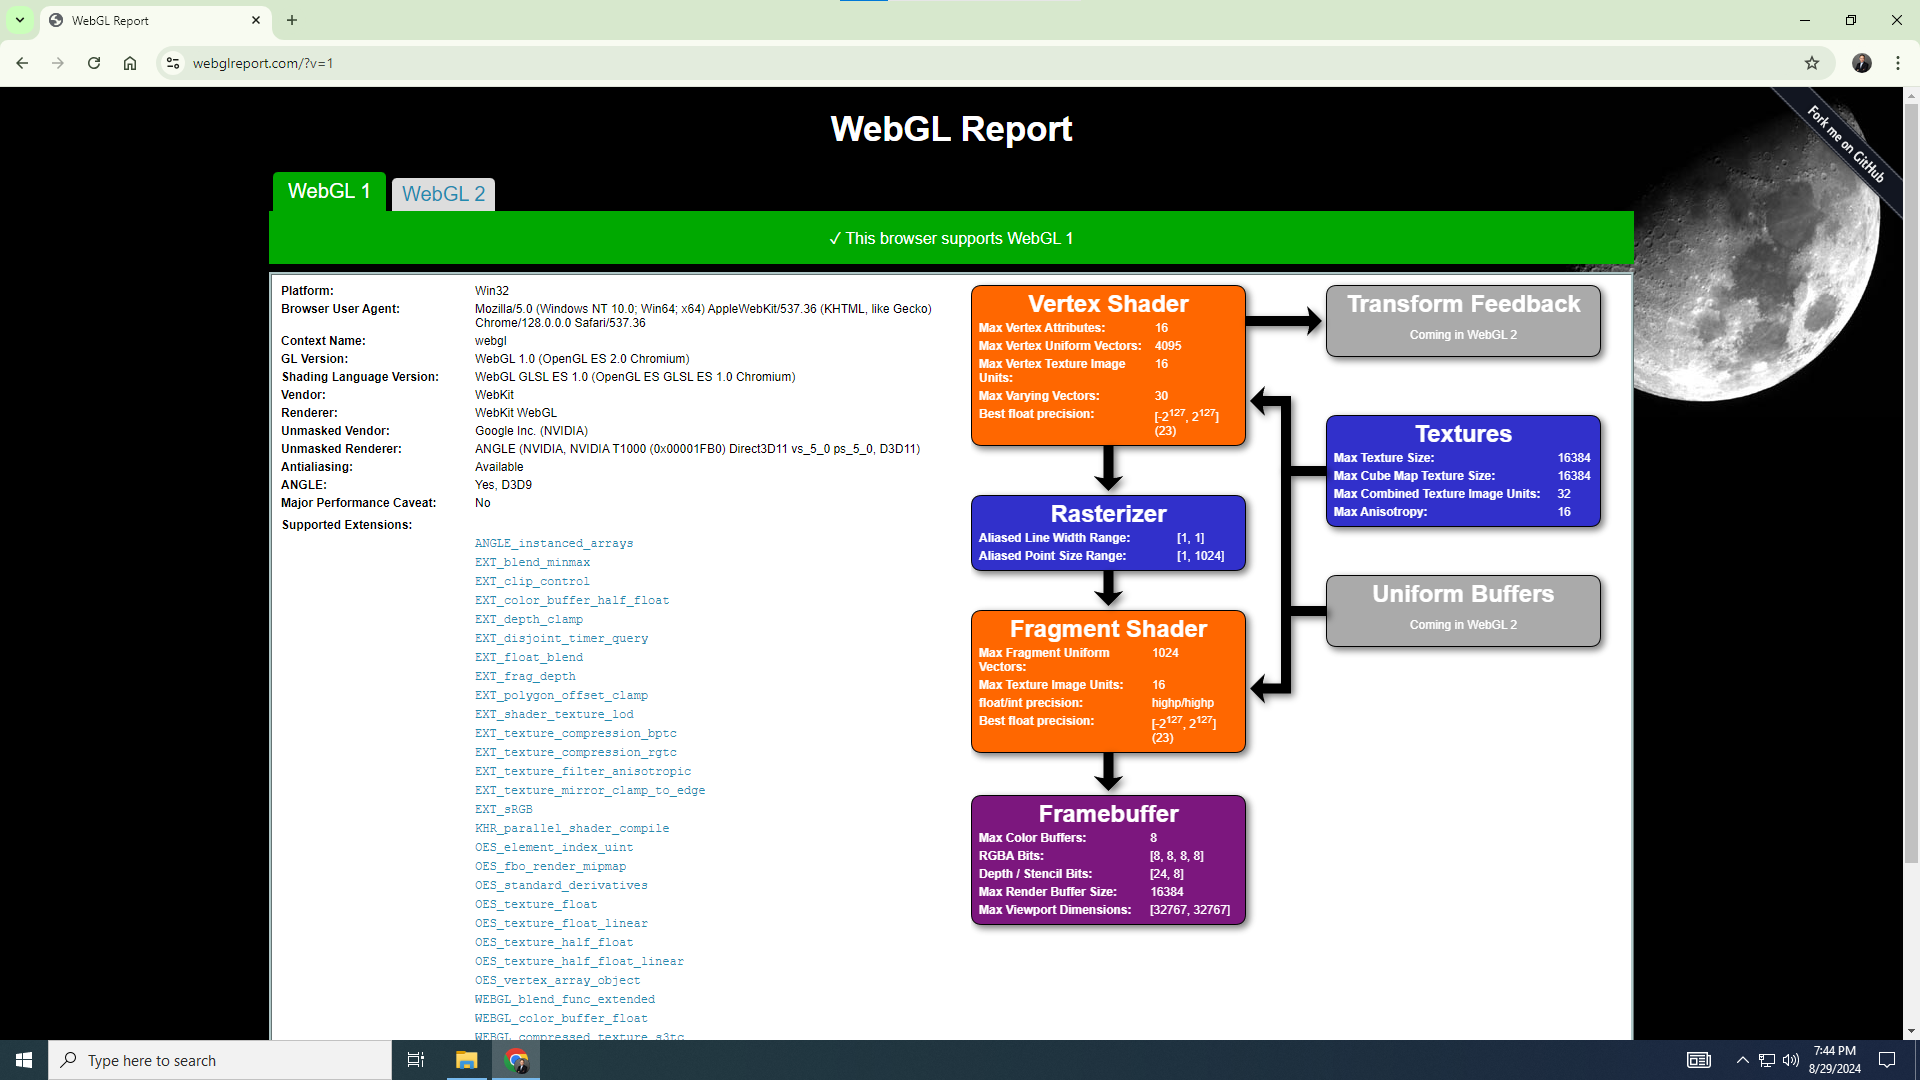 WebGL Report
webglreport.com/?v=1
Fork me on GitHub
WebGL Report
WebGL 1
WebGL 2
✓ This browser supports WebGL 1
Platform: Win32
Browser User Agent: Mozilla/5.0 (Windows NT 10.0; Win64; x64) AppleWebKit/537.36 (KHTML, like Gecko)
Chrome/128.0.0.0 Safari/537.36
Context Name: webgl
GL Version: WebGL 1.0 (OpenGL ES 2.0 Chromium)
Shading Language Version: WebGL GLSL ES 1.0 (OpenGL ES GLSL ES 1.0 Chromium)
Vendor: WebKit
Renderer: WebKit WebGL
Unmasked Vendor: Google Inc. (NVIDIA)
Unmasked Renderer: ANGLE (NVIDIA, NVIDIA T1000 (0x00001FB0) Direct3D11 vs_5_0 ps_5_0, D3D11)
Antialiasing: Available
ANGLE: Yes, D3D9
Major Performance Caveat: No
Supported Extensions:
ANGLE_instanced_arrays
EXT_blend_minmax
EXT_clip_control
EXT_color_buffer_half_float
EXT_depth_clamp
EXT_disjoint_timer_query
EXT_float_blend
EXT_frag_depth
EXT_polygon_offset_clamp
EXT_shader_texture_lod
EXT_texture_compression_bptc
EXT_texture_compression_rgtc
EXT_texture_filter_anisotropic
EXT_texture_mirror_clamp_to_edge
EXT_sRGB
KHR_parallel_shader_compile
OES_element_index_uint
OES_fbo_render_mipmap
OES_standard_derivatives
OES_texture_float
OES_texture_float_linear
OES_texture_half_float
OES_texture_half_float_linear
OES_vertex_array_object
WEBGL_blend_func_extended
WEBGL_color_buffer_float
WEBGL_compressed_texture_s3tc
Vertex Shader
Max Vertex Attributes: 16
Max Vertex Uniform Vectors: 4095
Max Vertex Texture Image 16
Units:
Max Varying Vectors: 30
Best float precision: [-2^127, 2^127]
(23)
Transform Feedback
Coming in WebGL 2
Textures
Max Texture Size: 16384
Max Cube Map Texture Size: 16384
Max Combined Texture Image Units: 32
Max Anisotropy: 16
Rasterizer
Aliased Line Width Range: [1, 1]
Aliased Point Size Range: [1, 1024]
Uniform Buffers
Coming in WebGL 2
Fragment Shader
Max Fragment Uniform 1024
Vectors:
Max Texture Image Units: 16
float/int precision: highp/highp
Best float precision: [-2^127, 2^127]
(23)
Framebuffer
Max Color Buffers: 8
RGBA Bits: [8, 8, 8, 8]
Depth / Stencil Bits: [24, 8]
Max Render Buffer Size: 16384
Max Viewport Dimensions: [32767, 32767]
Type here to search
7:44 PM
8/29/2024